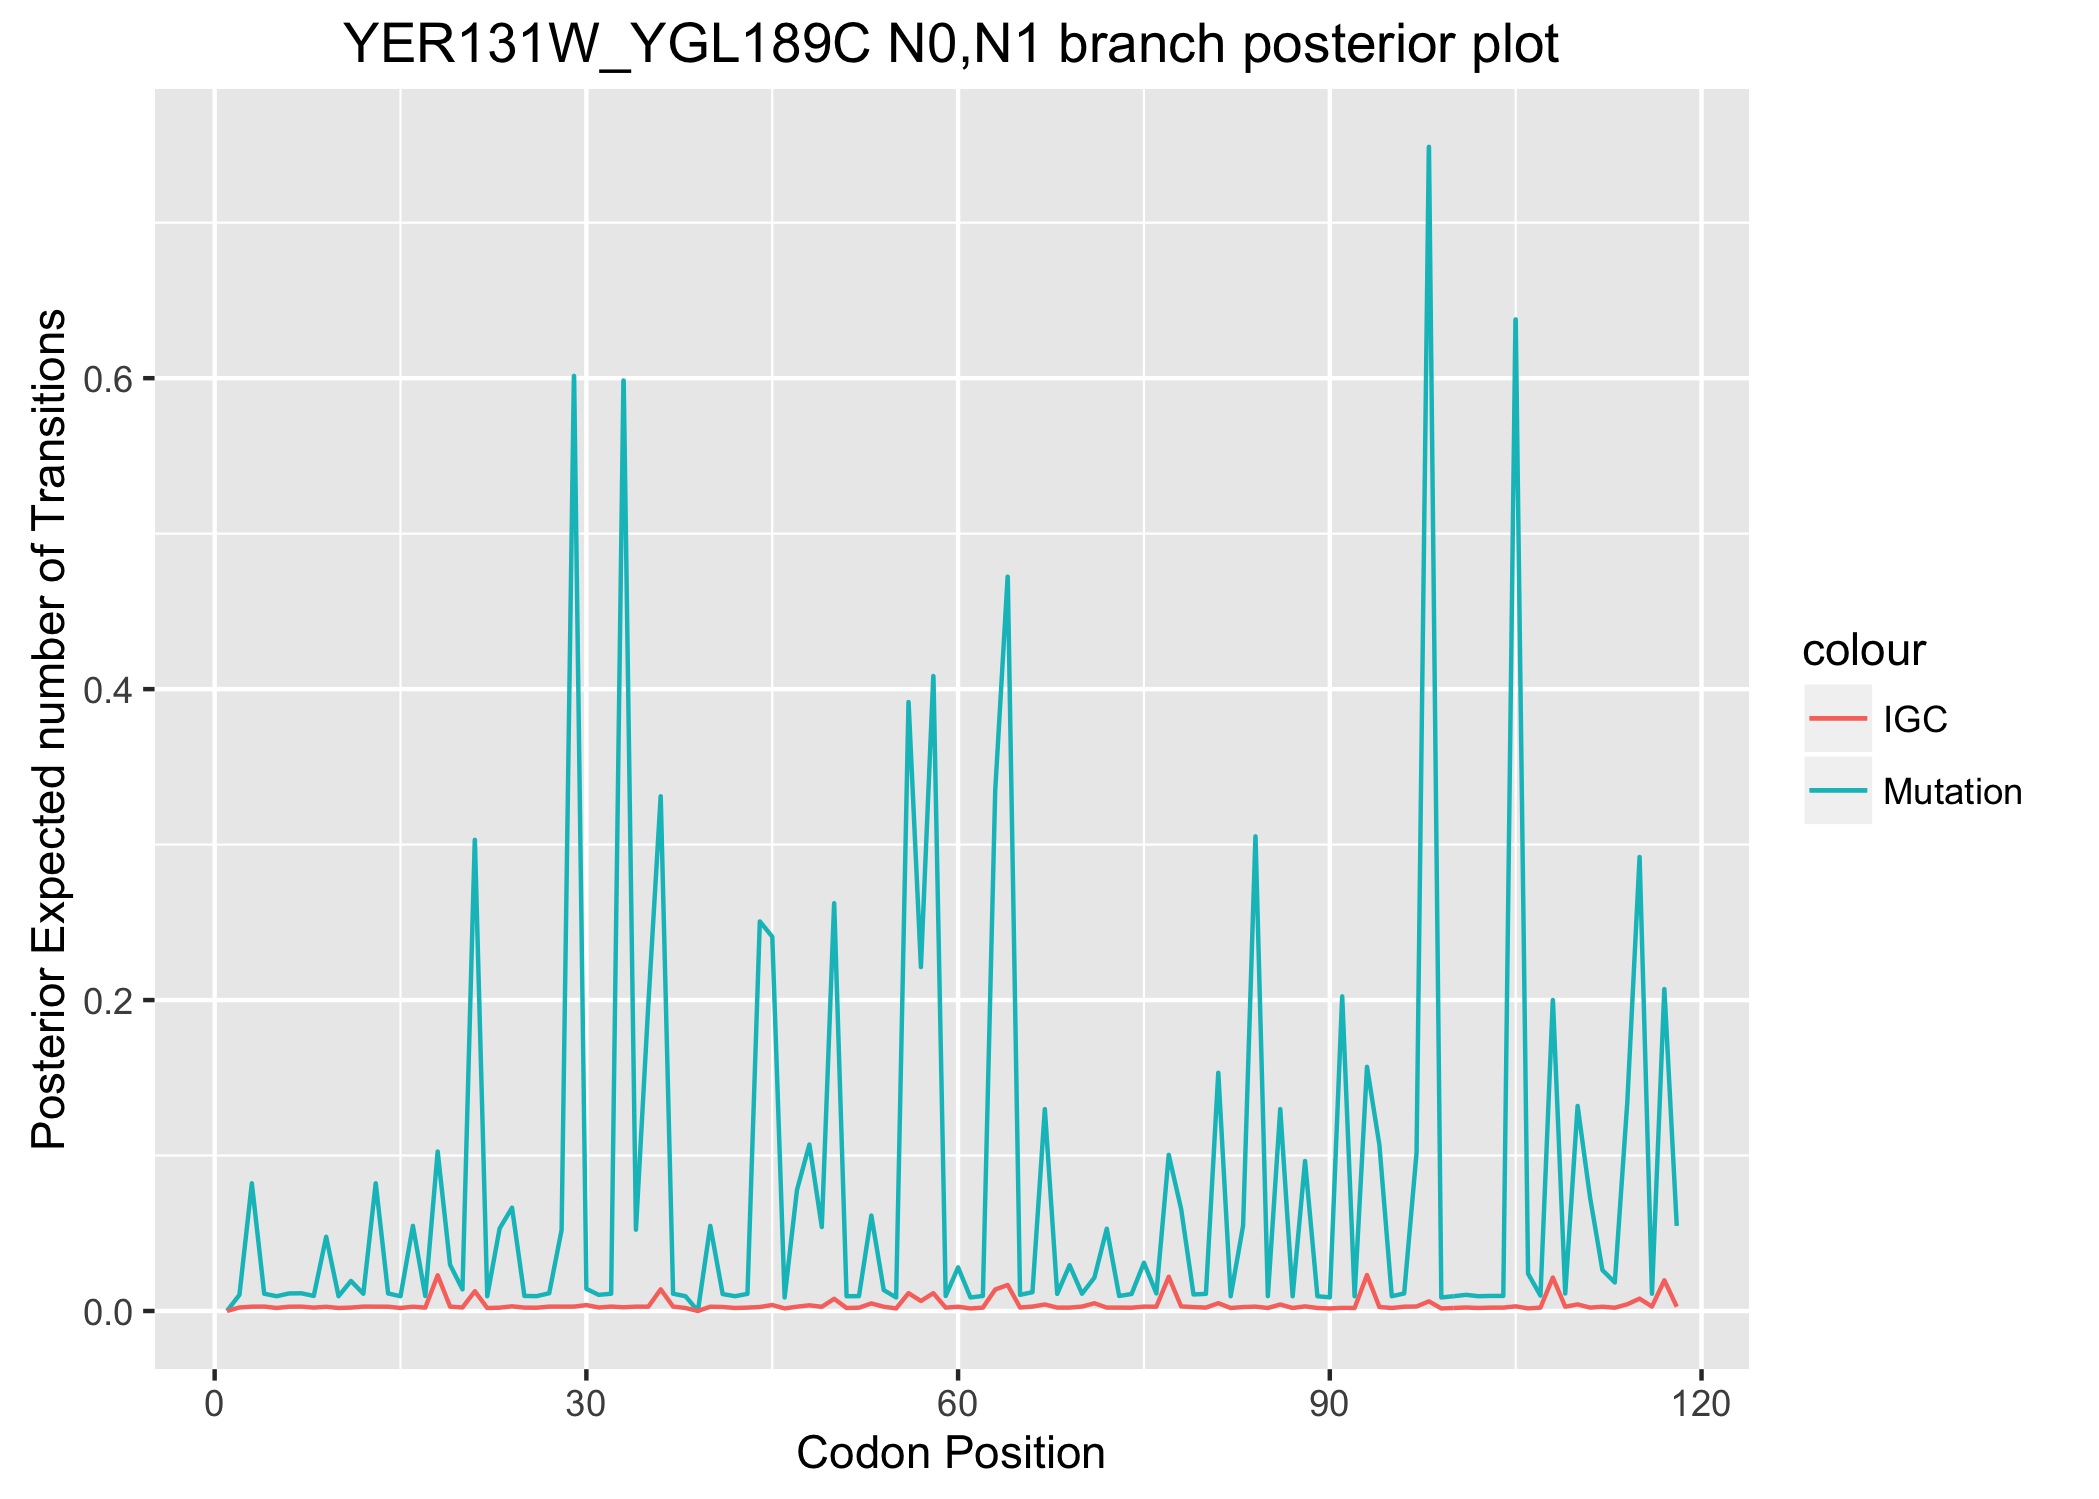 YER131W_YGL189C N0,N1 branch posterior plot
Posterior Expected number of Transitions
0.6
0.4
0.2
0.0
0 30 60 90 120
Codon Position
colour
IGC
Mutation